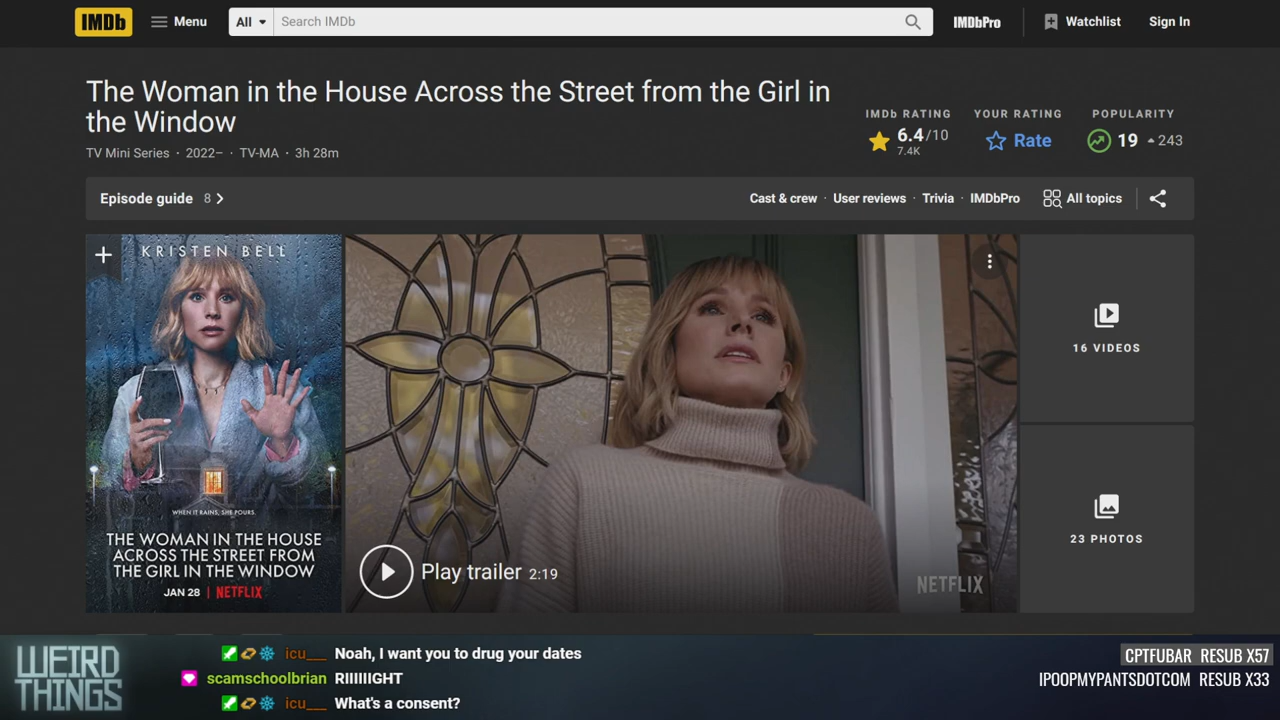 IMDb
Menu
All
Search IMDb
IMDbPro
Watchlist
Sign In
The Woman in the House Across the Street from the Girl in
the Window
TV Mini Series · 2022– · TV-MA · 3h 28m
IMDb RATING
6.4/10
7.4K
YOUR RATING
Rate
POPULARITY
19
243
Episode guide 8
Cast & crew · User reviews · Trivia · IMDbPro
All topics
KRISTEN BELL
WHEN IT RAINS, SHE POURS.
THE WOMAN IN THE HOUSE
ACROSS THE STREET FROM
THE GIRL IN THE WINDOW
JAN 28 | NETFLIX
Play trailer 2:19
NETFLIX
16 VIDEOS
23 PHOTOS
WEIRD
THINGS
icu___ Noah, I want you to drug your dates
scamschoolbrian RIIIIIIGHT
icu___ What's a consent?
CPTFUBAR RESUB X57
IPOOPMYPANTSDOTCOM RESUB X33